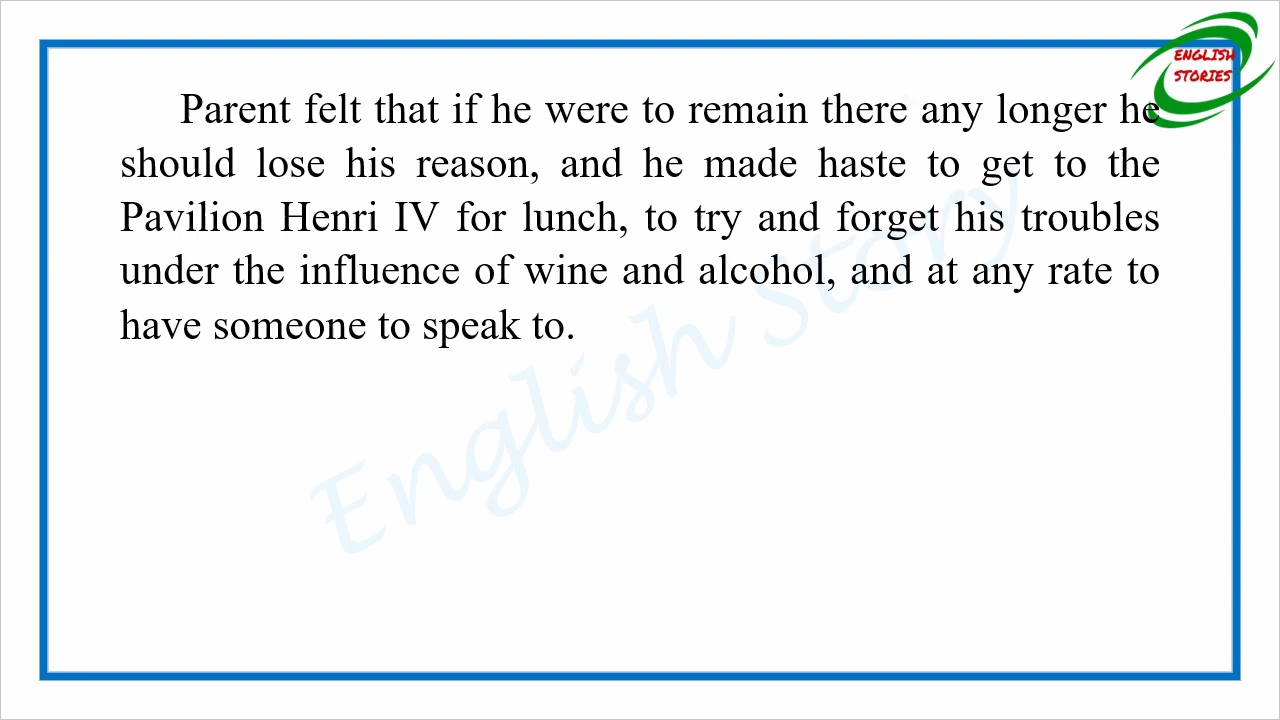 ENGLISH
STORIES
Parent felt that if he were to remain there any longer he
should lose his reason, and he made haste to get to the
Pavilion Henri IV for lunch, to try and forget his troubles
under the influence of wine and alcohol, and at any rate to
have someone to speak to.
English Story